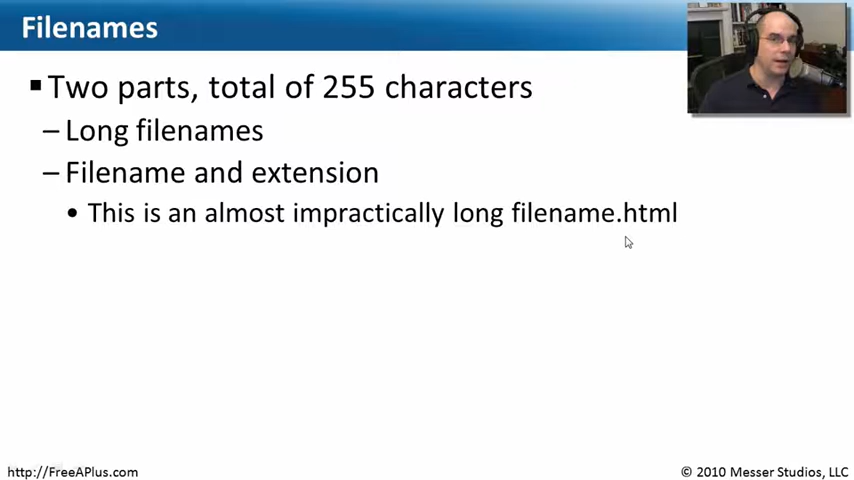 Filenames
Two parts, total of 255 characters
– Long filenames
– Filename and extension
• This is an almost impractically long filename.html
http://FreeAPlus.com
© 2010 Messer Studios, LLC